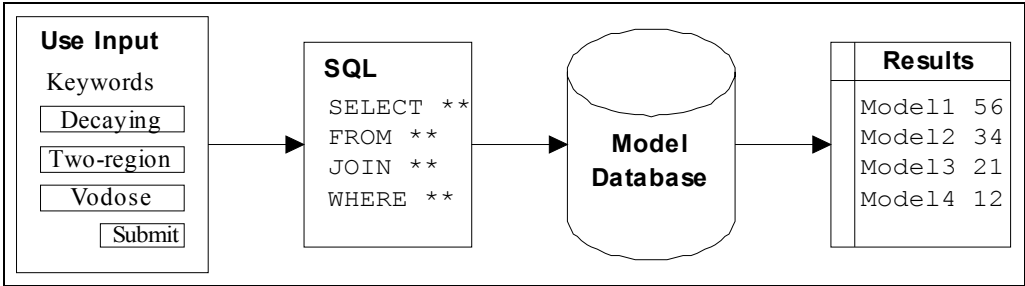 Use Input
Keywords
Decaying
Two-region
Vodose
Submit
SQL
SELECT **
FROM **
JOIN **
WHERE **
Model
Database
Results
Model1 56
Model2 34
Model3 21
Model4 12